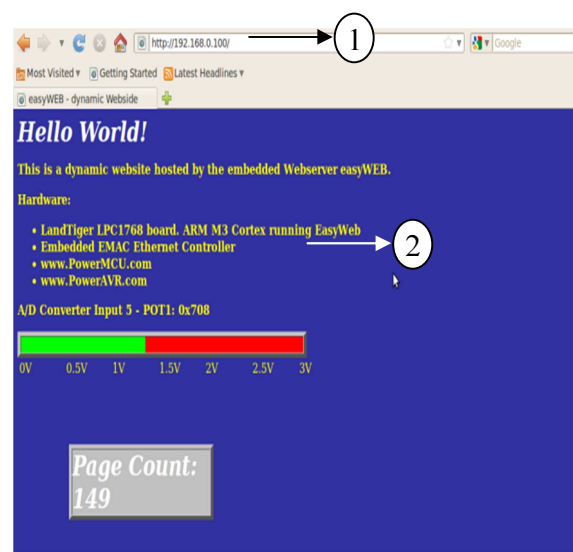 http://192.168.0.100/
1
Google
Most Visited
Getting Started
Latest Headlines
easyWEB - dynamic Webside
Hello World!
This is a dynamic website hosted by the embedded Webserver easyWEB.
Hardware:
• LandTiger LPC1768 board. ARM M3 Cortex running EasyWeb
• Embedded EMAC Ethernet Controller
2
• www.PowerMCU.com
• www.PowerAVR.com
A/D Converter Input 5 - POT1: 0x708
0V 0.5V 1V 1.5V 2V 2.5V 3V
Page Count:
149